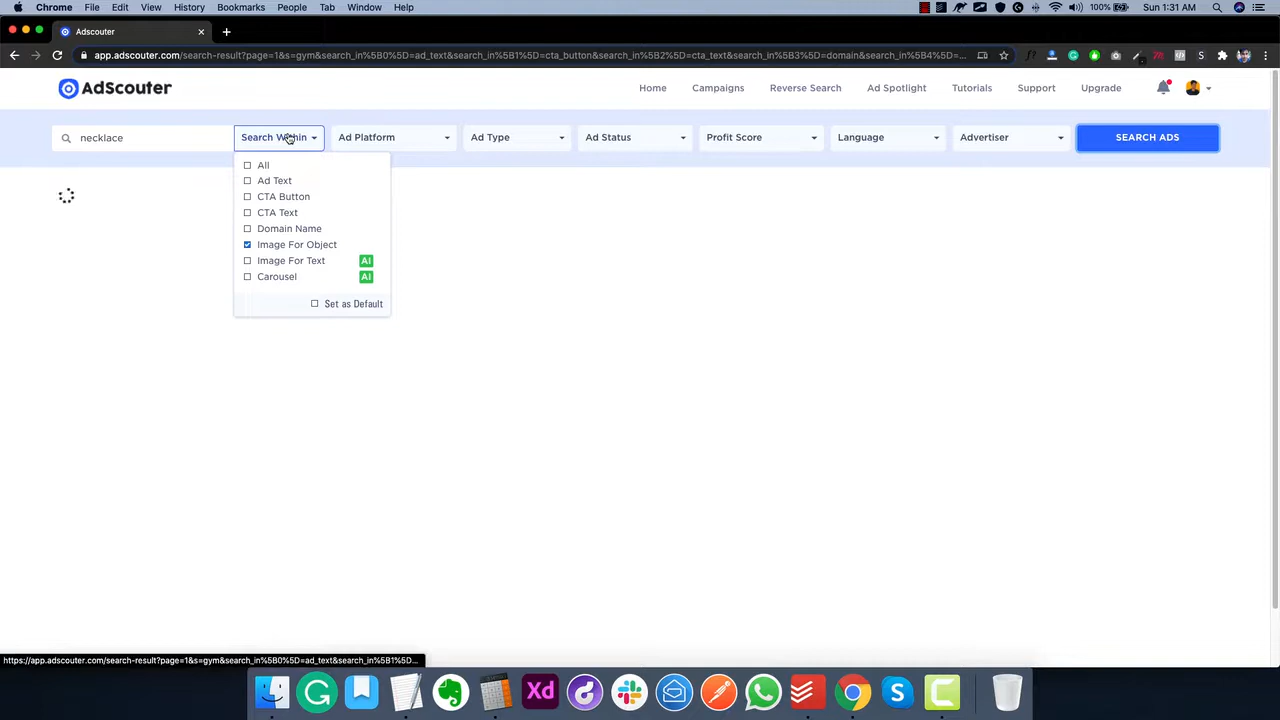 Chrome File Edit View History Bookmarks People Tab Window Help 100% Sun 1:31 AM
Adscouter
app.adscouter.com/search-result?page=1&s=gym&search_in%5B0%5D=ad_text&search_in%5B1%5D=cta_button&search_in%5B2%5D=cta_text&search_in%5B3%5D=domain&search_in%5B4%5D=...
AdScouter Home Campaigns Reverse Search Ad Spotlight Tutorials Support Upgrade
necklace Search Within Ad Platform Ad Type Ad Status Profit Score Language Advertiser SEARCH ADS
All
Ad Text
CTA Button
CTA Text
Domain Name
Image For Object
Image For Text AI
Carousel AI
Set as Default
https://app.adscouter.com/search-result?page=1&s=gym&search_in%5B0%5D=ad_text&search_in%5B1%5D...
Xd